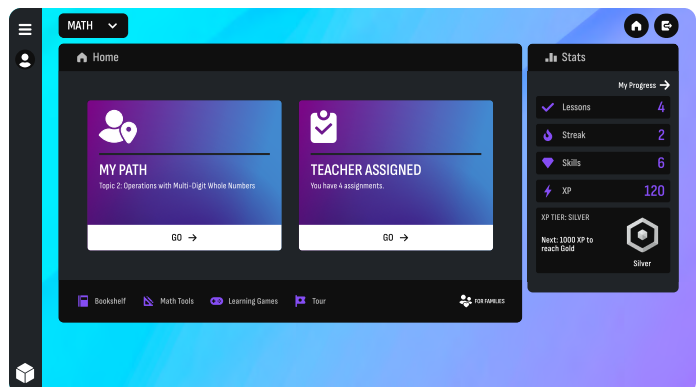 MATH
Home
MY PATH
Topic 2: Operations with Multi-Digit Whole Numbers
GO
TEACHER ASSIGNED
You have 4 assignments.
GO
Bookshelf
Math Tools
Learning Games
Tour
FOR FAMILIES
Stats
My Progress
Lessons 4
Streak 2
Skills 6
XP 120
XP TIER: SILVER
Next: 1000 XP to
reach Gold
Silver